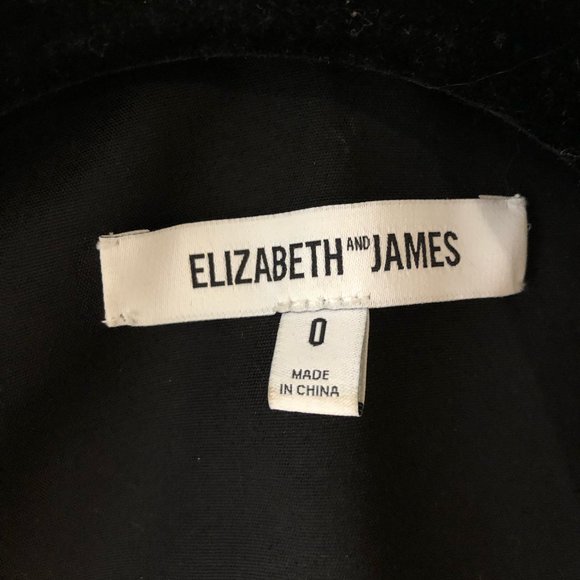 ELIZABETH AND JAMES
0
MADE
IN CHINA